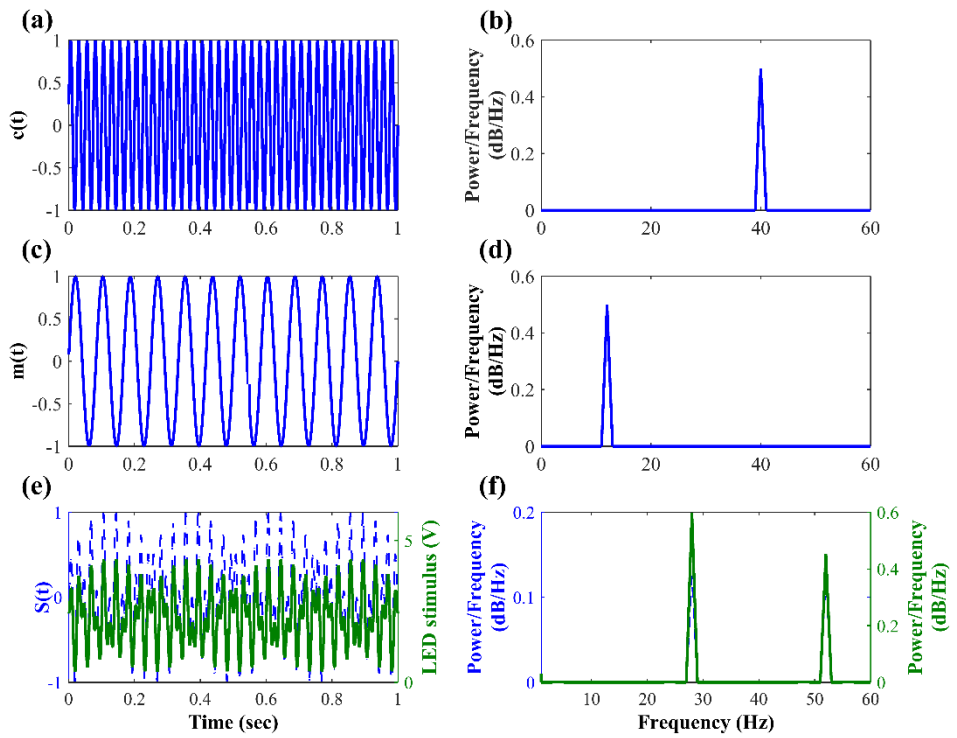 (a)
c(t)
1
0.5
0
-0.5
-1
0 0.2 0.4 0.6 0.8 1
(b)
Power/Frequency
(dB/Hz)
0.6
0.4
0.2
0
0 20 40 60
(c)
m(t)
1
0.5
0
-0.5
-1
0 0.2 0.4 0.6 0.8 1
(d)
Power/Frequency
(dB/Hz)
0.6
0.4
0.2
0
0 20 40 60
(e)
S(t)
1
0
-1
5
0
LED stimulus (V)
0 0.2 0.4 0.6 0.8 1
Time (sec)
(f)
Power/Frequency
(dB/Hz)
0.2
0.1
0
0.6
0.4
0.2
0
Power/Frequency
(dB/Hz)
10 20 30 40 50 60
Frequency (Hz)